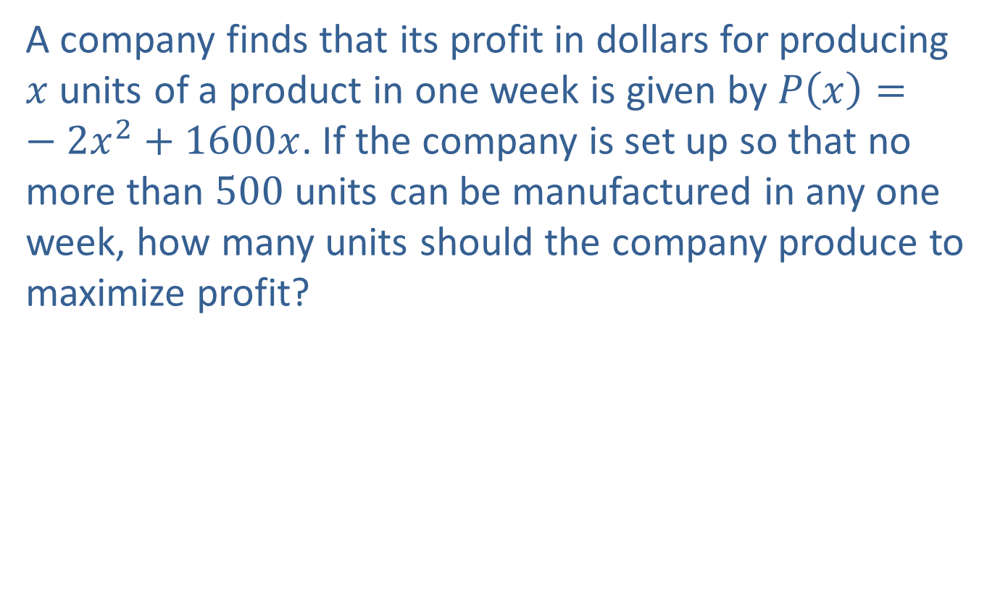 A company finds that its profit in dollars for producing
x units of a product in one week is given by P(x) =
− 2x² + 1600x. If the company is set up so that no
more than 500 units can be manufactured in any one
week, how many units should the company produce to
maximize profit?